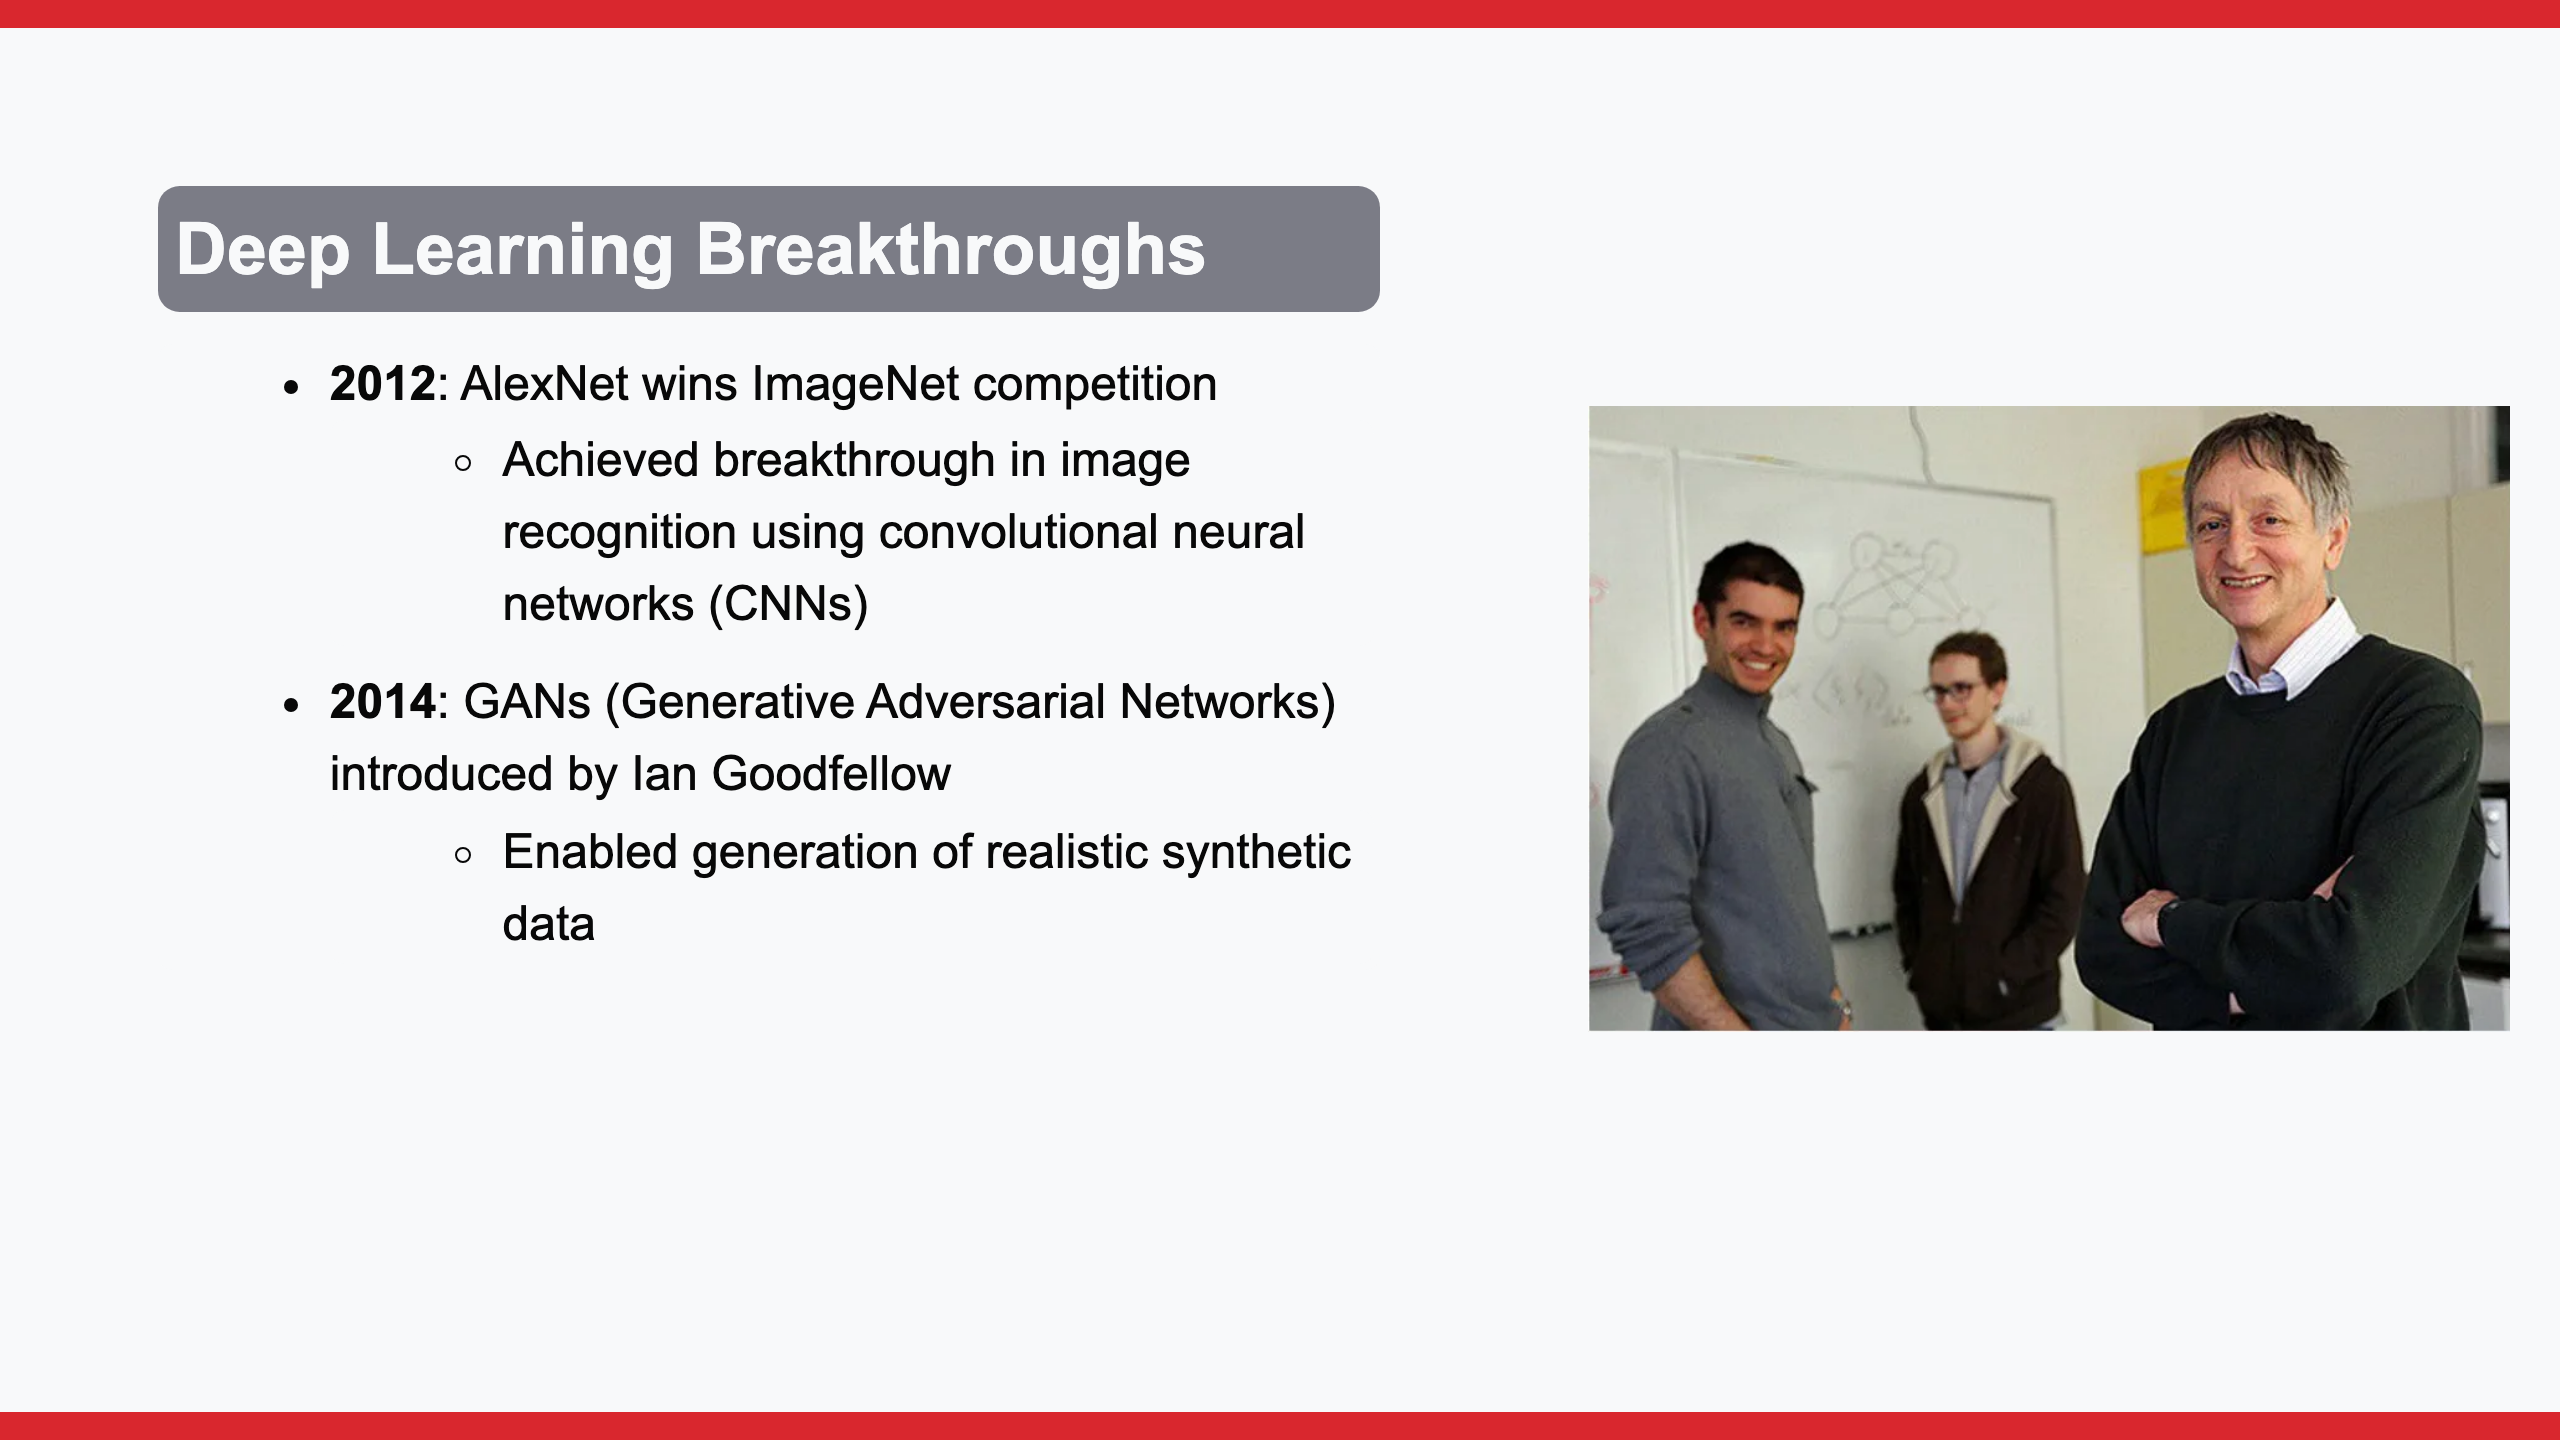 Deep Learning Breakthroughs
• 2012: AlexNet wins ImageNet competition
○ Achieved breakthrough in image
recognition using convolutional neural
networks (CNNs)
• 2014: GANs (Generative Adversarial Networks)
introduced by Ian Goodfellow
○ Enabled generation of realistic synthetic
data